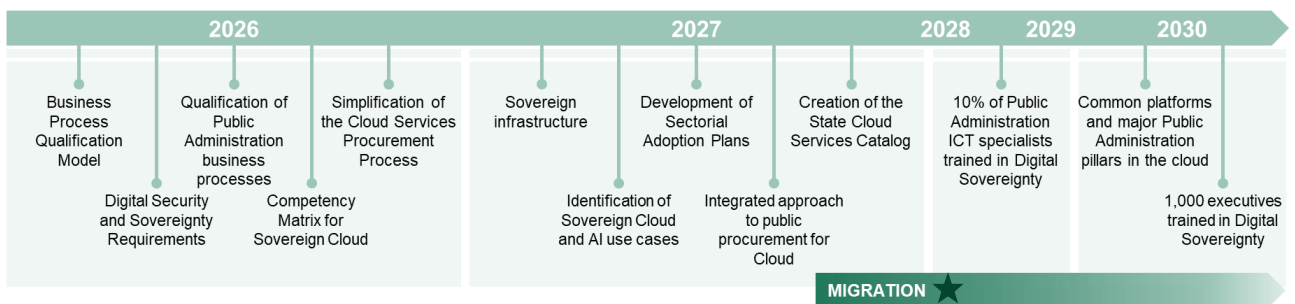 2026
2027
2028
2029
2030
Business
Process
Qualification
Model
Digital Security
and Sovereignty
Requirements
Qualification of
Public
Administration
business
processes
Competency
Matrix for
Sovereign Cloud
Simplification of
the Cloud Services
Procurement
Process
Sovereign
infrastructure
Identification of
Sovereign Cloud
and AI use cases
Development of
Sectorial
Adoption Plans
Integrated approach
to public
procurement for
Cloud
Creation of the
State Cloud
Services Catalog
10% of Public
Administration
ICT specialists
trained in Digital
Sovereignty
Common platforms
and major Public
Administration
pillars in the cloud
1,000 executives
trained in Digital
Sovereignty
MIGRATION